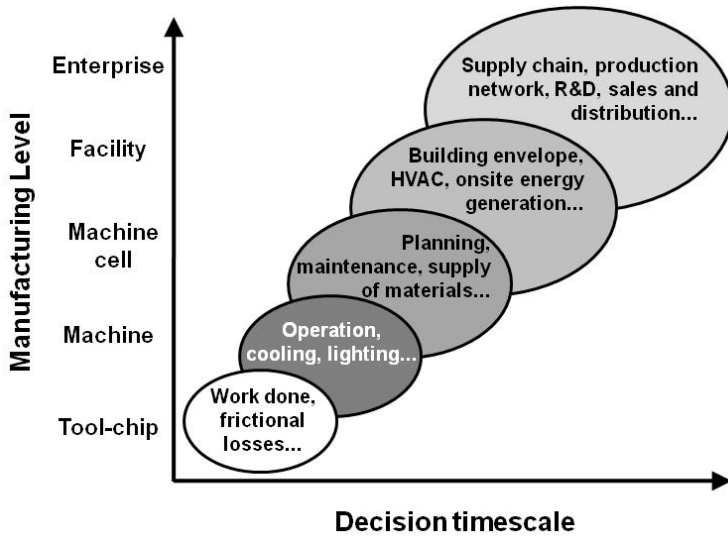 Manufacturing Level
Enterprise
Facility
Machine
cell
Machine
Tool-chip
Supply chain, production
network, R&D, sales and
distribution...
Building envelope,
HVAC, onsite energy
generation...
Planning,
maintenance, supply
of materials...
Operation,
cooling, lighting...
Work done,
frictional
losses...
Decision timescale